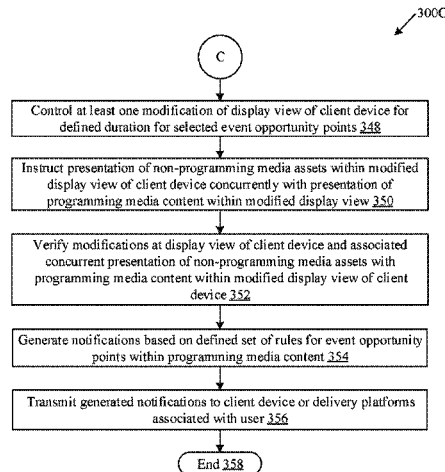 300C
C
Control at least one modification of display view of client device for
defined duration for selected event opportunity points 348
Instruct presentation of non-programming media assets within modified
display view of client device concurrently with presentation of
programming media content within modified display view 350
Verify modifications at display view of client device and associated
concurrent presentation of non-programming media assets with
programming media content within modified display view of client
device 352
Generate notifications based on defined set of rules for event opportunity
points within programming media content 354
Transmit generated notifications to client device or delivery platforms
associated with user 356
End 358